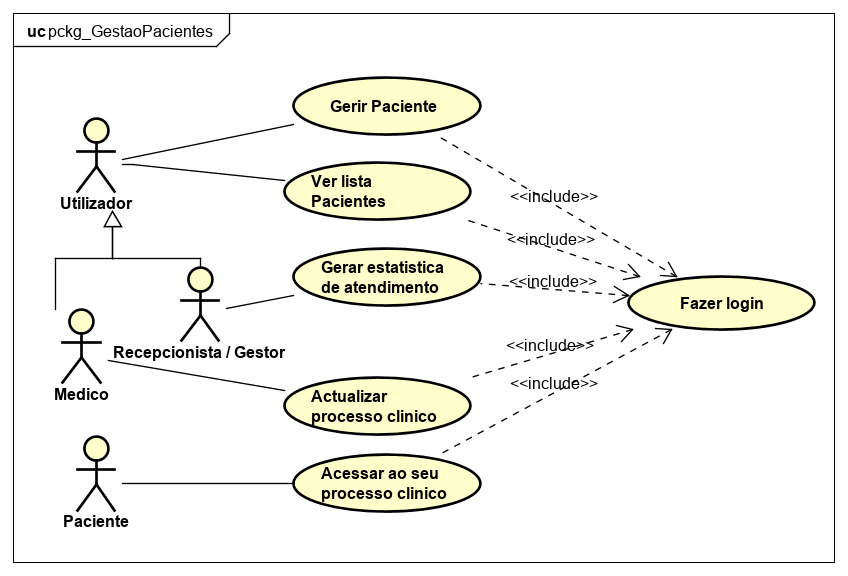 uc pckg_GestaoPacientes
Gerir Paciente
Utilizador
Ver lista
Pacientes
<<include>>
<<include>>
Gerar estatistica
de atendimento
<<include>>
Fazer login
Recepcionista / Gestor
<<include>>
Medico
Actualizar
processo clinico
<<include>>
Paciente
Acessar ao seu
processo clinico